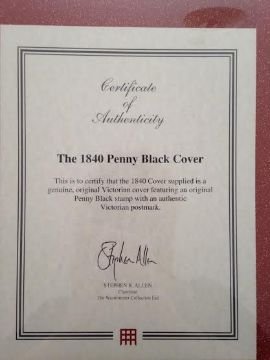 Certificate
of
Authenticity
The 1840 Penny Black Cover
This is to certify that the 1840 Cover supplied is a
genuine, original Victorian cover featuring an original
Penny Black stamp with an authentic
Victorian postmark.
Stephen Allen
STEPHEN R. ALLEN
Chairman
The Westminster Collection Ltd